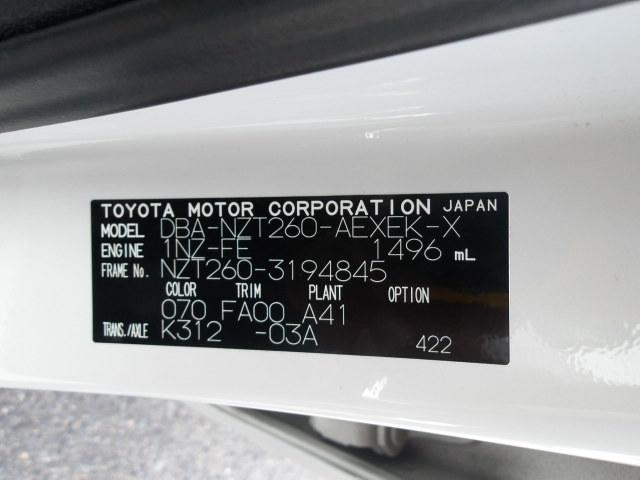 TOYOTA MOTOR CORPORATION JAPAN
MODEL DBA-NZT260-AEXEK-X
ENGINE 1NZ-FE 1496 mL
FRAME No. NZT260-3194845
COLOR TRIM PLANT OPTION
070 FA00 A41
TRANS./AXLE K312 -03A
422